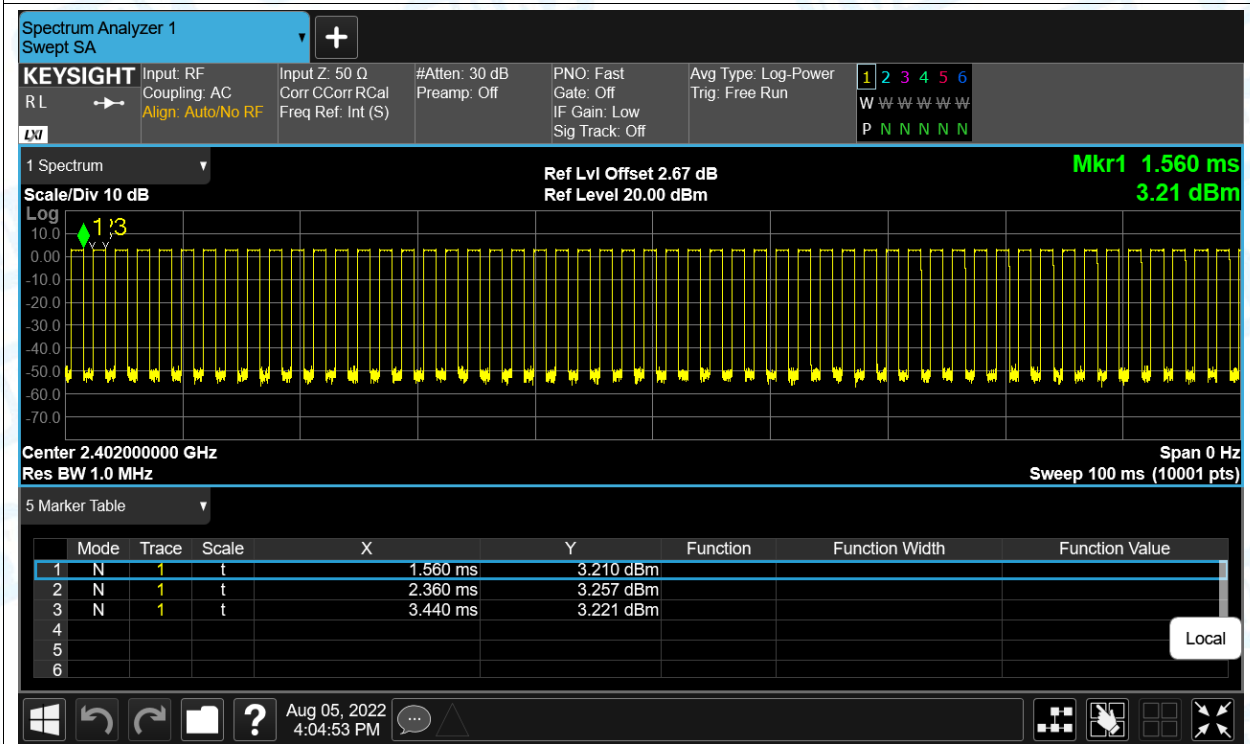 Spectrum Analyzer 1
Swept SA
+
KEYSIGHT Input: RF Input Z: 50 Ω #Atten: 30 dB PNO: Fast Avg Type: Log-Power 1 2 3 4 5 6
RL Coupling: AC Corr CCorr RCal Preamp: Off Gate: Off Trig: Free Run W W W W W W
Align: Auto/No RF Freq Ref: Int (S) IF Gain: Low
LXI Sig Track: Off P N N N N N
1 Spectrum Ref Lvl Offset 2.67 dB Mkr1 1.560 ms
Scale/Div 10 dB Ref Level 20.00 dBm 3.21 dBm
Log
10.0
0.00
-10.0
-20.0
-30.0
-40.0
-50.0
-60.0
-70.0
Center 2.402000000 GHz Span 0 Hz
Res BW 1.0 MHz Sweep 100 ms (10001 pts)
5 Marker Table
Mode Trace Scale X Y Function Function Width Function Value
1 N 1 t 1.560 ms 3.210 dBm
2 N 1 t 2.360 ms 3.257 dBm
3 N 1 t 3.440 ms 3.221 dBm
4
5
6
Local
? Aug 05, 2022
4:04:53 PM